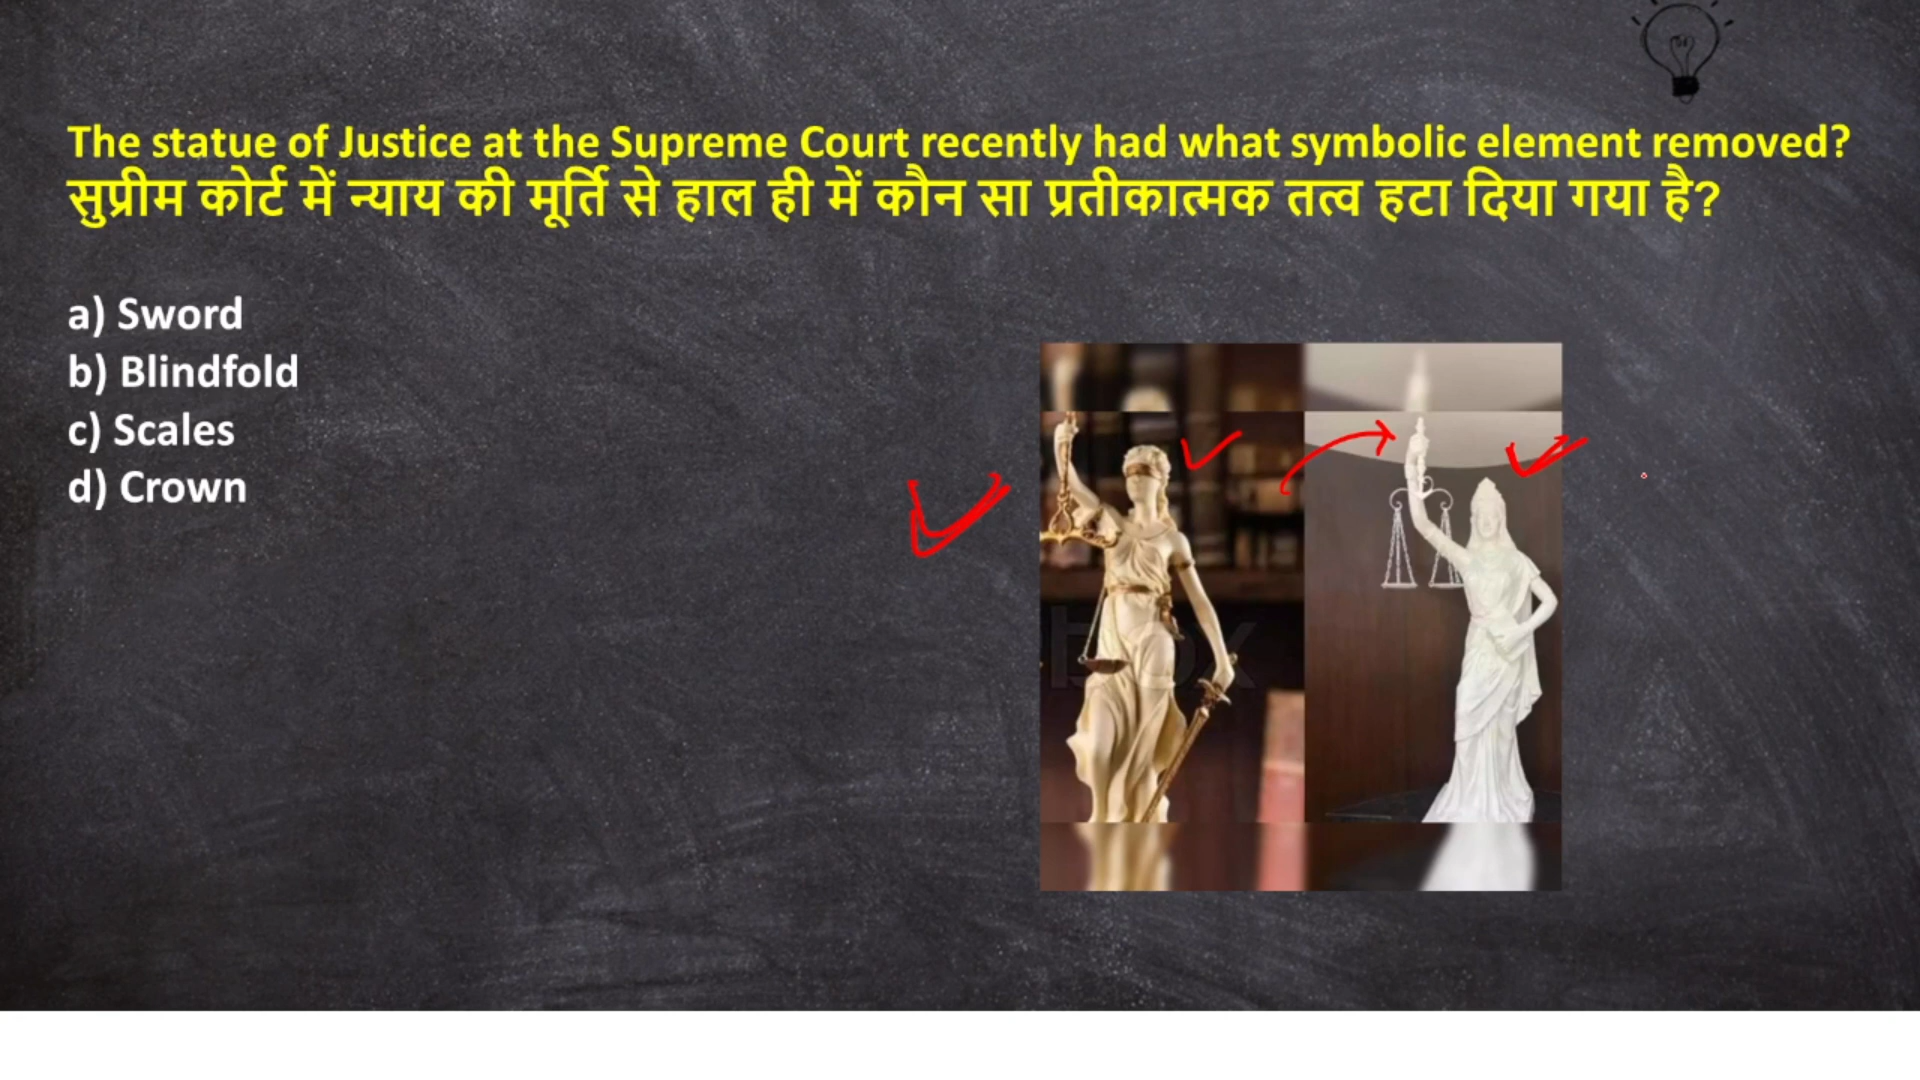 The statue of Justice at the Supreme Court recently had what symbolic element removed?
सुप्रीम कोर्ट में न्याय की मूर्ति से हाल ही में कौन सा प्रतीकात्मक तत्व हटा दिया गया है?
a) Sword
b) Blindfold
c) Scales
d) Crown